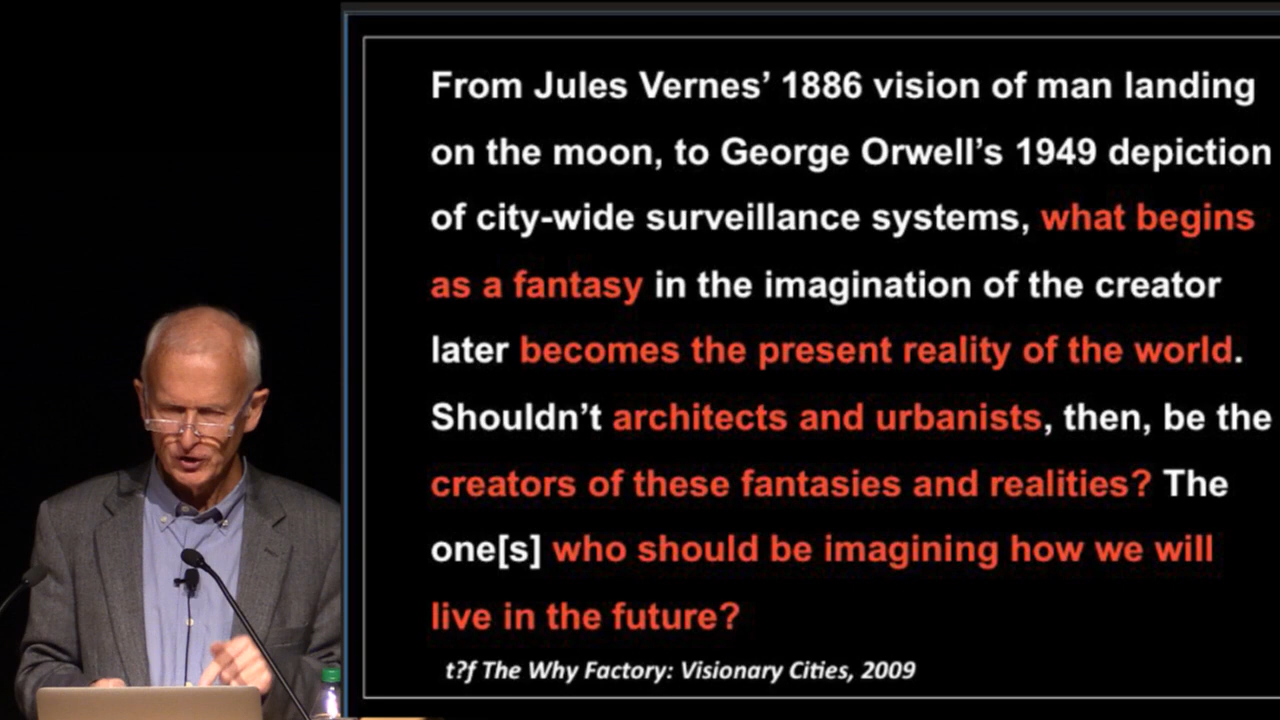 From Jules Vernes’ 1886 vision of man landing
on the moon, to George Orwell’s 1949 depiction
of city-wide surveillance systems, what begins
as a fantasy in the imagination of the creator
later becomes the present reality of the world.
Shouldn’t architects and urbanists, then, be the
creators of these fantasies and realities? The
one[s] who should be imagining how we will
live in the future?
t?f The Why Factory: Visionary Cities, 2009